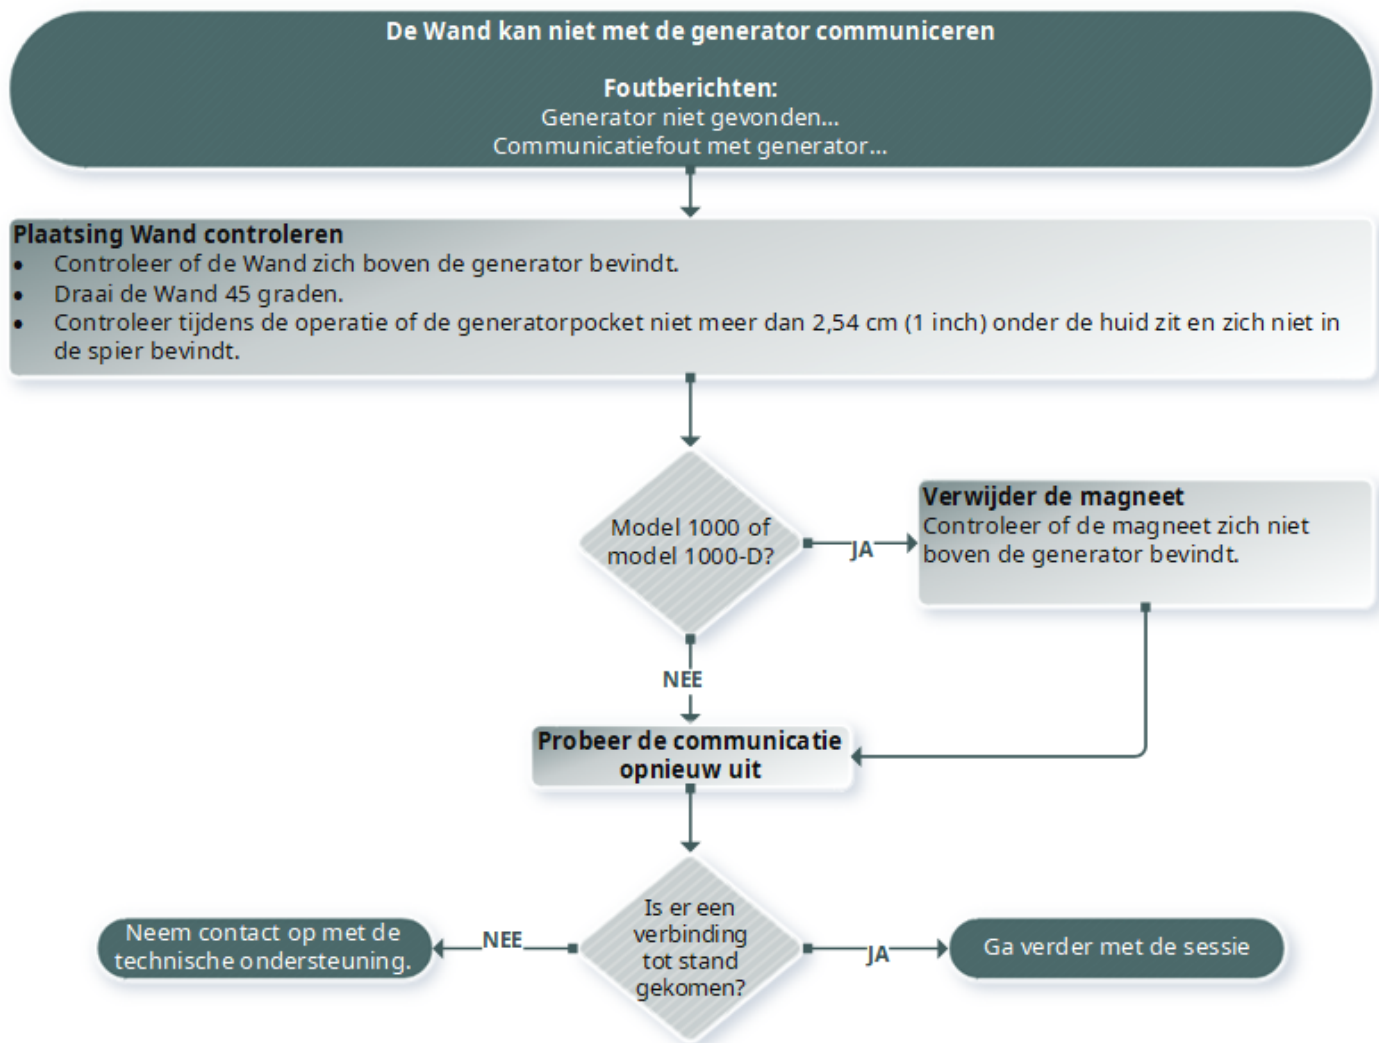 De Wand kan niet met de generator communiceren
Foutberichten:
Generator niet gevonden...
Communicatiefout met generator...
Plaatsing Wand controleren
• Controleer of de Wand zich boven de generator bevindt.
• Draai de Wand 45 graden.
• Controleer tijdens de operatie of de generatorpocket niet meer dan 2,54 cm (1 inch) onder de huid zit en zich niet in
de spier bevindt.
Model 1000 of
model 1000-D?
JA
Verwijder de magneet
Controleer of de magneet zich niet
boven de generator bevindt.
NEE
Probeer de communicatie
opnieuw uit
Is er een
verbinding
tot stand
gekomen?
NEE
Neem contact op met de
technische ondersteuning.
JA
Ga verder met de sessie